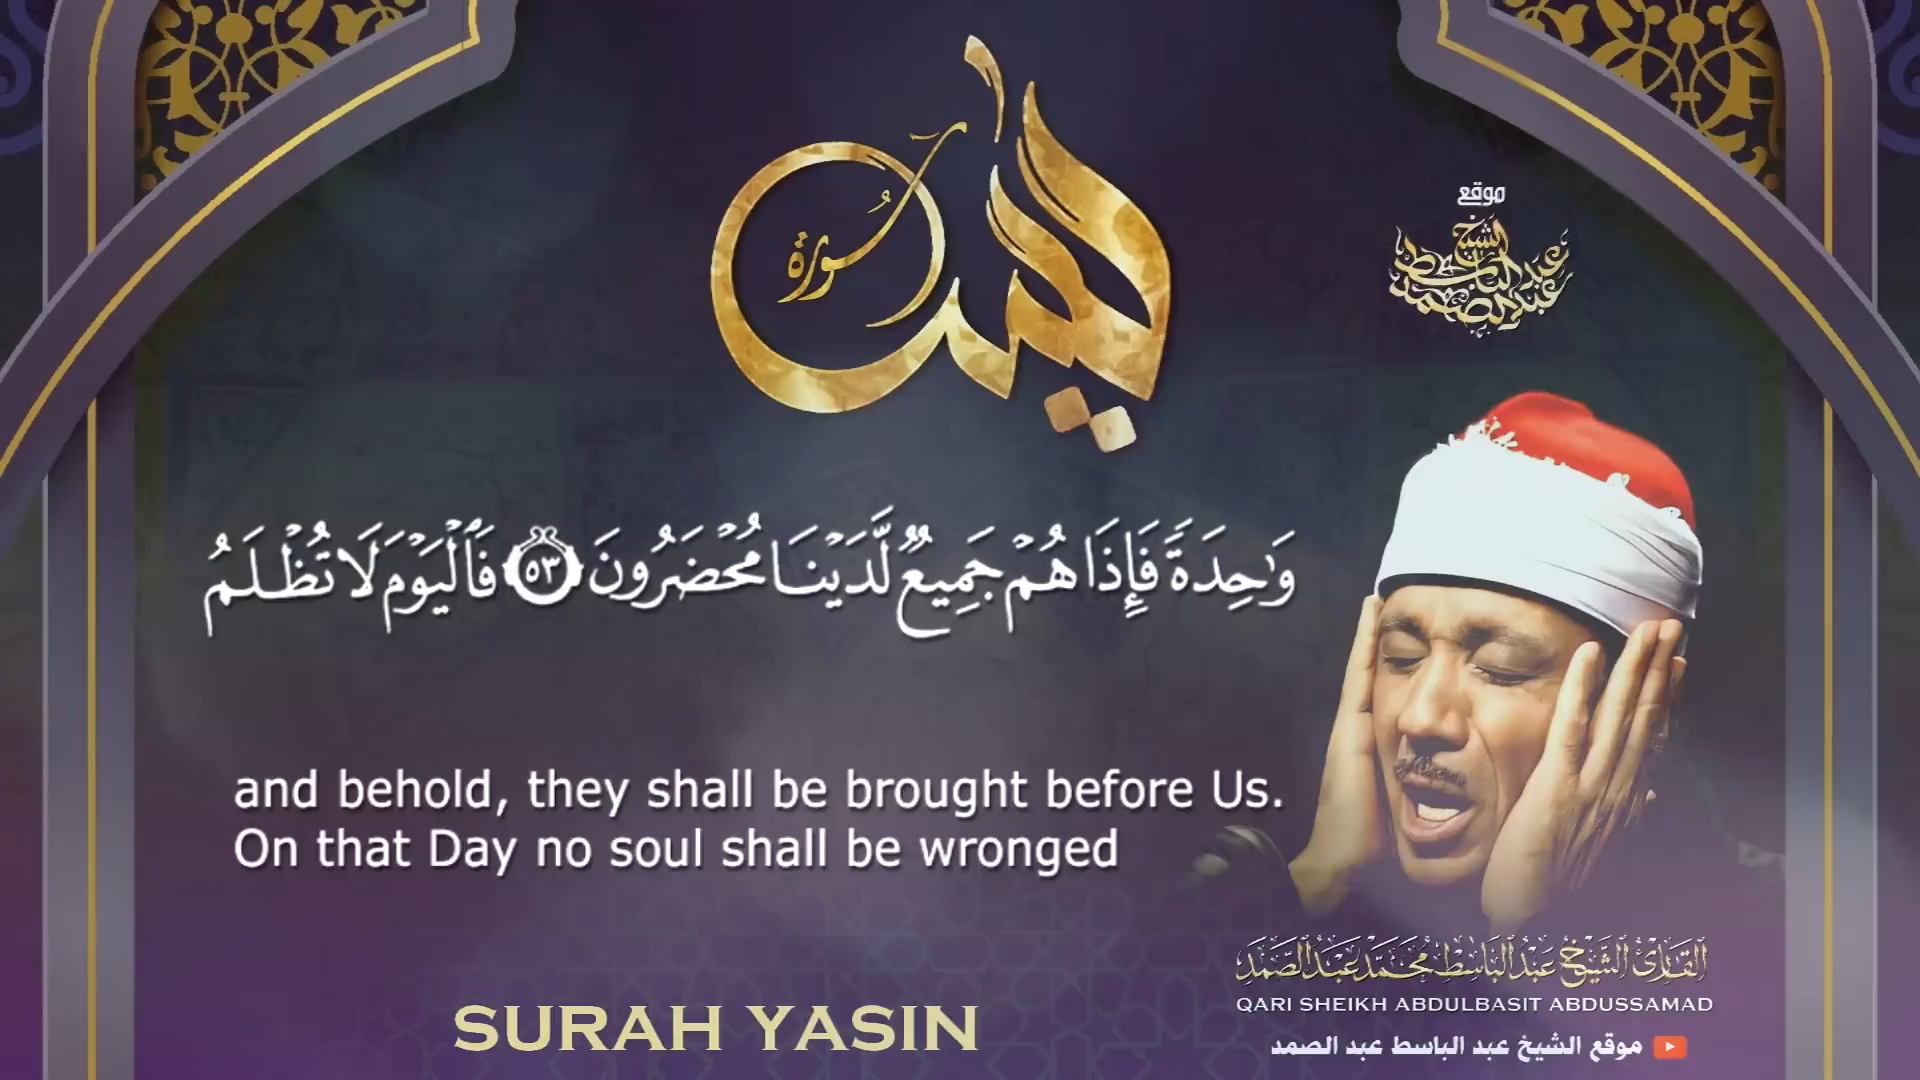 سورة
يس
موقع
الشيخ
عبد الباسط
عبد الصمد
وَٰحِدَةً فَإِذَا هُمْ جَمِيعٌ لَّدَيْنَا مُحْضَرُونَ ٥٣ فَٱلْيَوْمَ لَا تُظْلَمُ
and behold, they shall be brought before Us.
On that Day no soul shall be wronged
القارئ الشيخ عبد الباسط محمد عبد الصمد
QARI SHEIKH ABDULBASIT ABDUSSAMAD
SURAH YASIN
موقع الشيخ عبد الباسط عبد الصمد